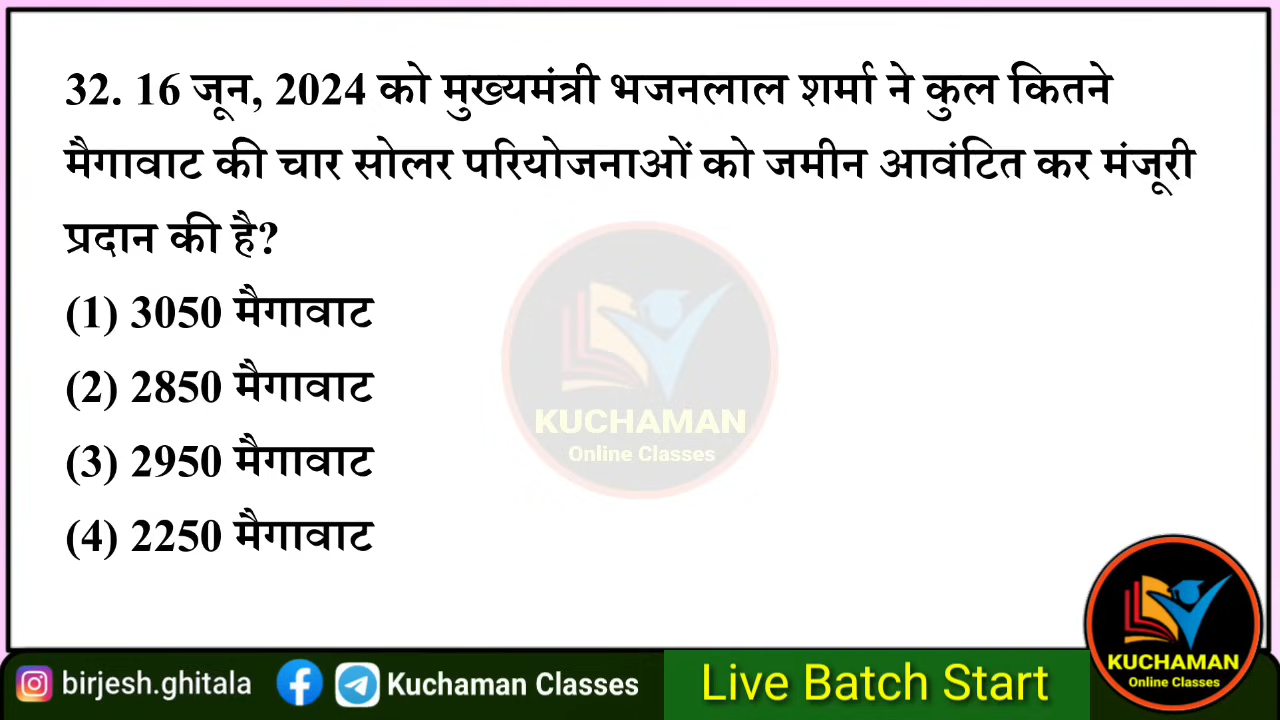 32. 16 जून, 2024 को मुख्यमंत्री भजनलाल शर्मा ने कुल कितने
मैगावाट की चार सोलर परियोजनाओं को जमीन आवंटित कर मंजूरी
प्रदान की है?
(1) 3050 मैगावाट
(2) 2850 मैगावाट
(3) 2950 मैगावाट
(4) 2250 मैगावाट
KUCHAMAN
Online Classes
birjesh.ghitala
Kuchaman Classes
Live Batch Start
KUCHAMAN
Online Classes